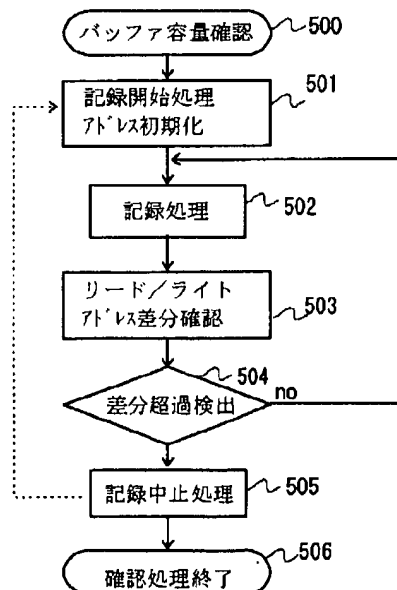 バッファ容量確認
500
記録開始処理
アドレス初期化
501
記録処理
502
リード／ライト
アドレス差分確認
503
504
差分超過検出
no
記録中止処理
505
確認処理終了
506